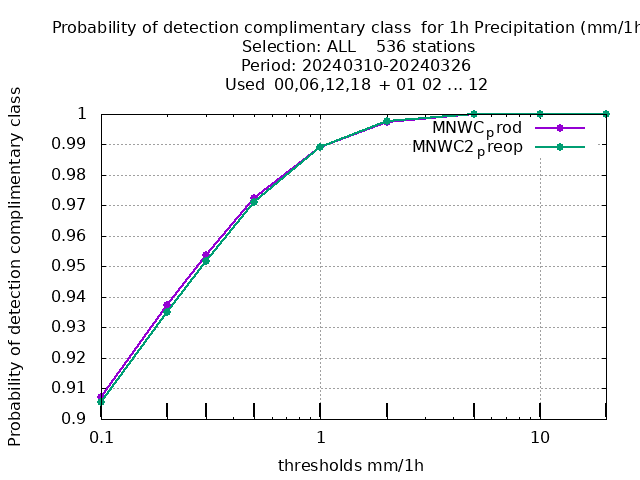 Probability of detection complimentary class for 1h Precipitation (mm/1h
Selection: ALL 536 stations
Period: 20240310-20240326
Used 00,06,12,18 + 01 02 ... 12
Probability of detection complimentary class
1
0.99
0.98
0.97
0.96
0.95
0.94
0.93
0.92
0.91
0.9
MNWCprod
MNWC2preop
0.1 1 10
thresholds mm/1h